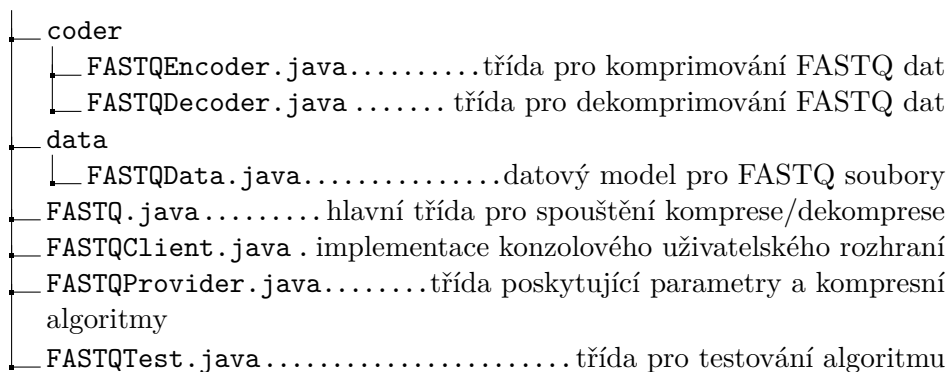 coder
FASTQEncoder.java..........třída pro komprimování FASTQ dat
FASTQDecoder.java ....... třída pro dekomprimování FASTQ dat
data
FASTQData.java...............datový model pro FASTQ soubory
FASTQ.java......... hlavní třída pro spouštění komprese/dekomprese
FASTQClient.java . implementace konzolového uživatelského rozhraní
FASTQProvider.java........třída poskytující parametry a kompresní
algoritmy
FASTQTest.java.......................třída pro testování algoritmu